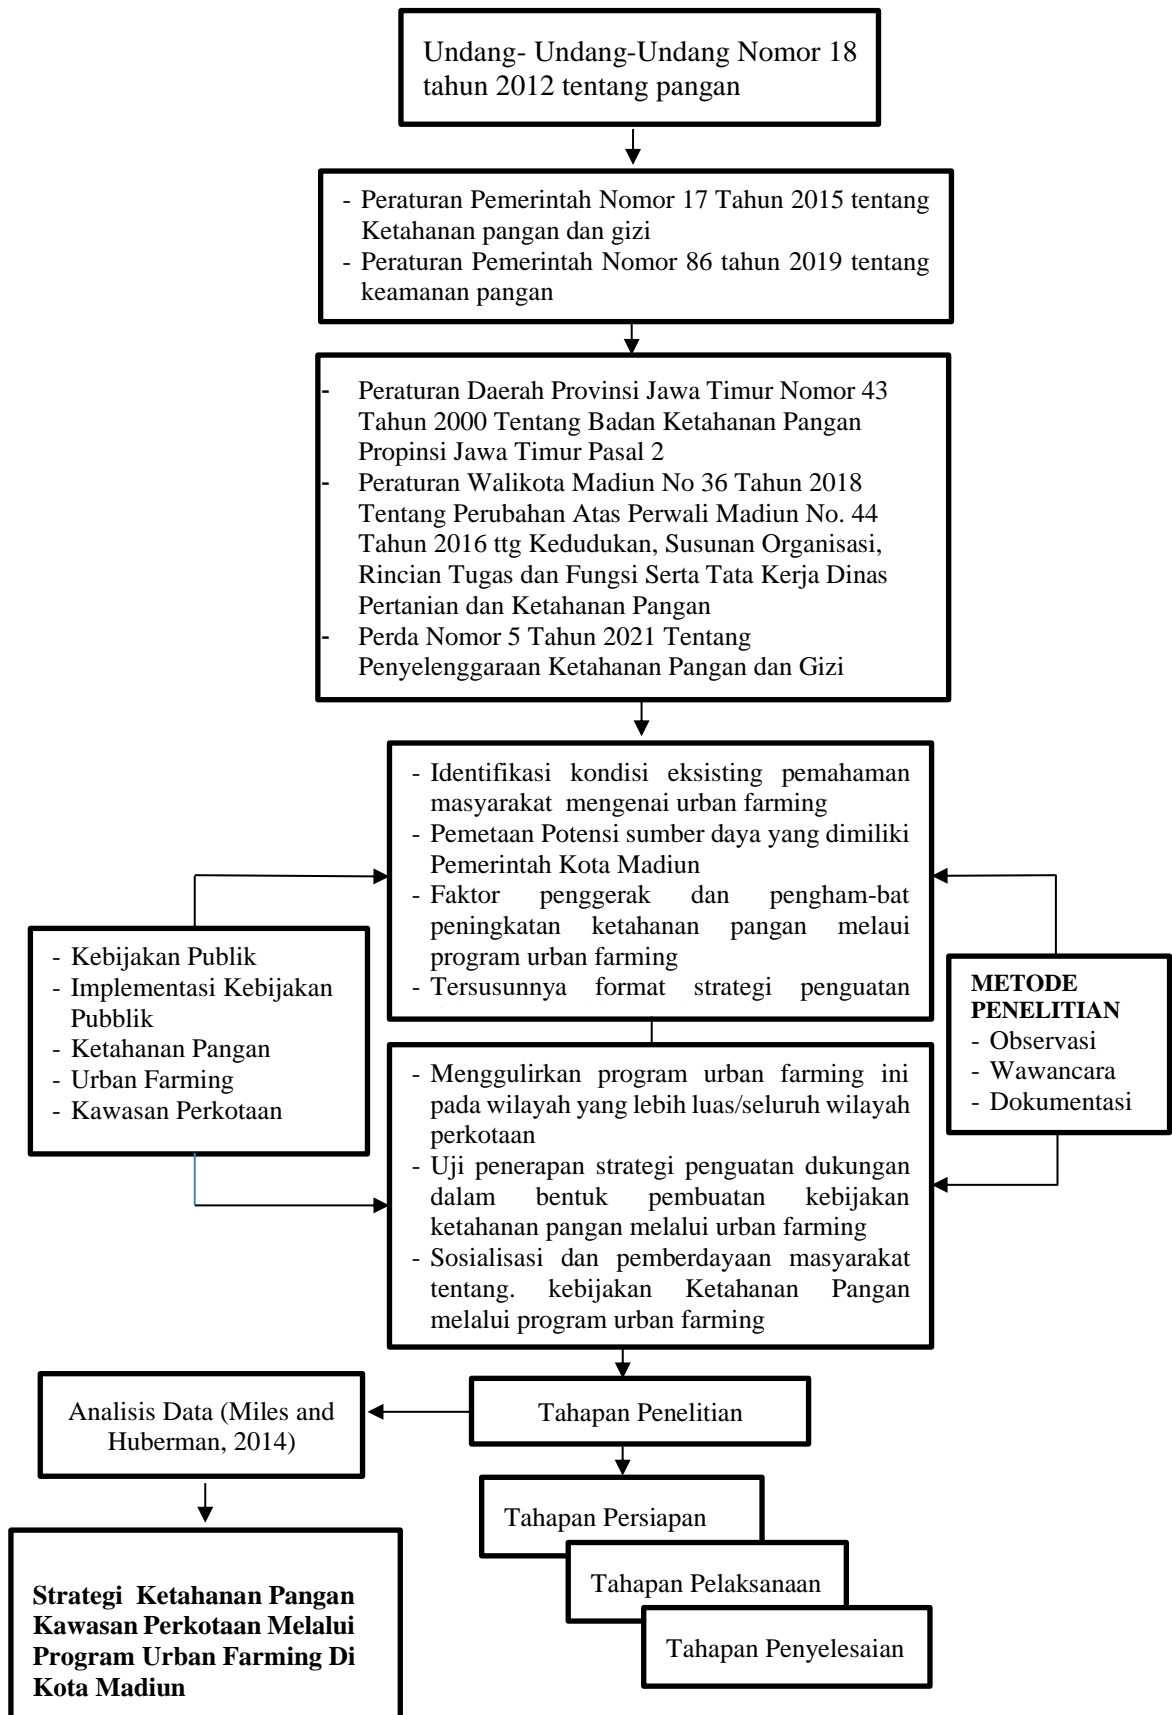 Undang- Undang-Undang Nomor 18
tahun 2012 tentang pangan
- Peraturan Pemerintah Nomor 17 Tahun 2015 tentang
Ketahanan pangan dan gizi
- Peraturan Pemerintah Nomor 86 tahun 2019 tentang
keamanan pangan
- Peraturan Daerah Provinsi Jawa Timur Nomor 43
Tahun 2000 Tentang Badan Ketahanan Pangan
Propinsi Jawa Timur Pasal 2
- Peraturan Walikota Madiun No 36 Tahun 2018
Tentang Perubahan Atas Perwali Madiun No. 44
Tahun 2016 ttg Kedudukan, Susunan Organisasi,
Rincian Tugas dan Fungsi Serta Tata Kerja Dinas
Pertanian dan Ketahanan Pangan
- Perda Nomor 5 Tahun 2021 Tentang
Penyelenggaraan Ketahanan Pangan dan Gizi
- Identifikasi kondisi eksisting pemahaman
masyarakat mengenai urban farming
- Pemetaan Potensi sumber daya yang dimiliki
Pemerintah Kota Madiun
- Faktor penggerak dan pengham-bat
peningkatan ketahanan pangan melaui
program urban farming
- Tersusunnya format strategi penguatan
- Kebijakan Publik
- Implementasi Kebijakan
Pubblik
- Ketahanan Pangan
- Urban Farming
- Kawasan Perkotaan
METODE
PENELITIAN
- Observasi
- Wawancara
- Dokumentasi
- Menggulirkan program urban farming ini
pada wilayah yang lebih luas/seluruh wilayah
perkotaan
- Uji penerapan strategi penguatan dukungan
dalam bentuk pembuatan kebijakan
ketahanan pangan melalui urban farming
- Sosialisasi dan pemberdayaan masyarakat
tentang. kebijakan Ketahanan Pangan
melalui program urban farming
Analisis Data (Miles and
Huberman, 2014)
Tahapan Penelitian
Tahapan Persiapan
Tahapan Pelaksanaan
Tahapan Penyelesaian
Strategi Ketahanan Pangan
Kawasan Perkotaan Melalui
Program Urban Farming Di
Kota Madiun